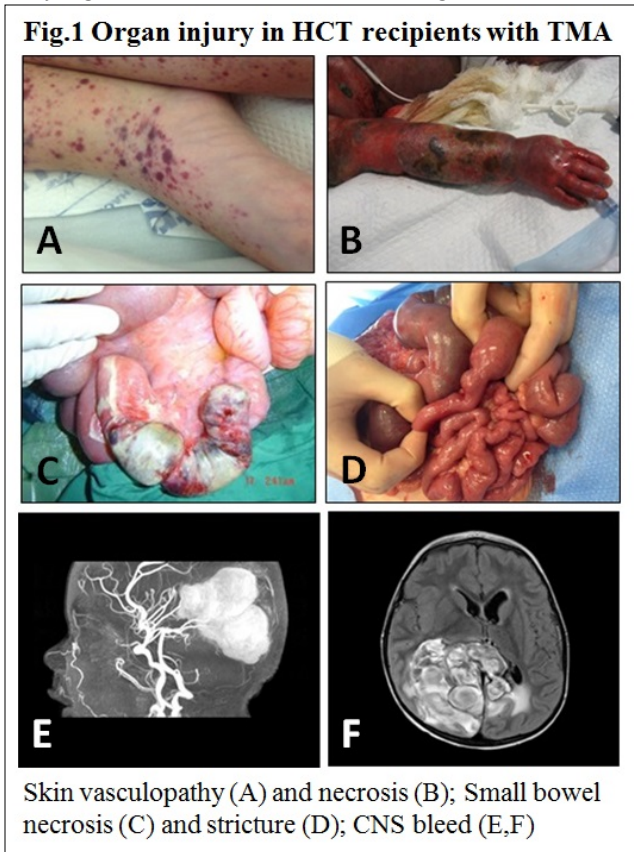 Fig.1 Organ injury in HCT recipients with TMA
A
B
C
D
E
F
Skin vasculopathy (A) and necrosis (B); Small bowel
necrosis (C) and stricture (D); CNS bleed (E,F)